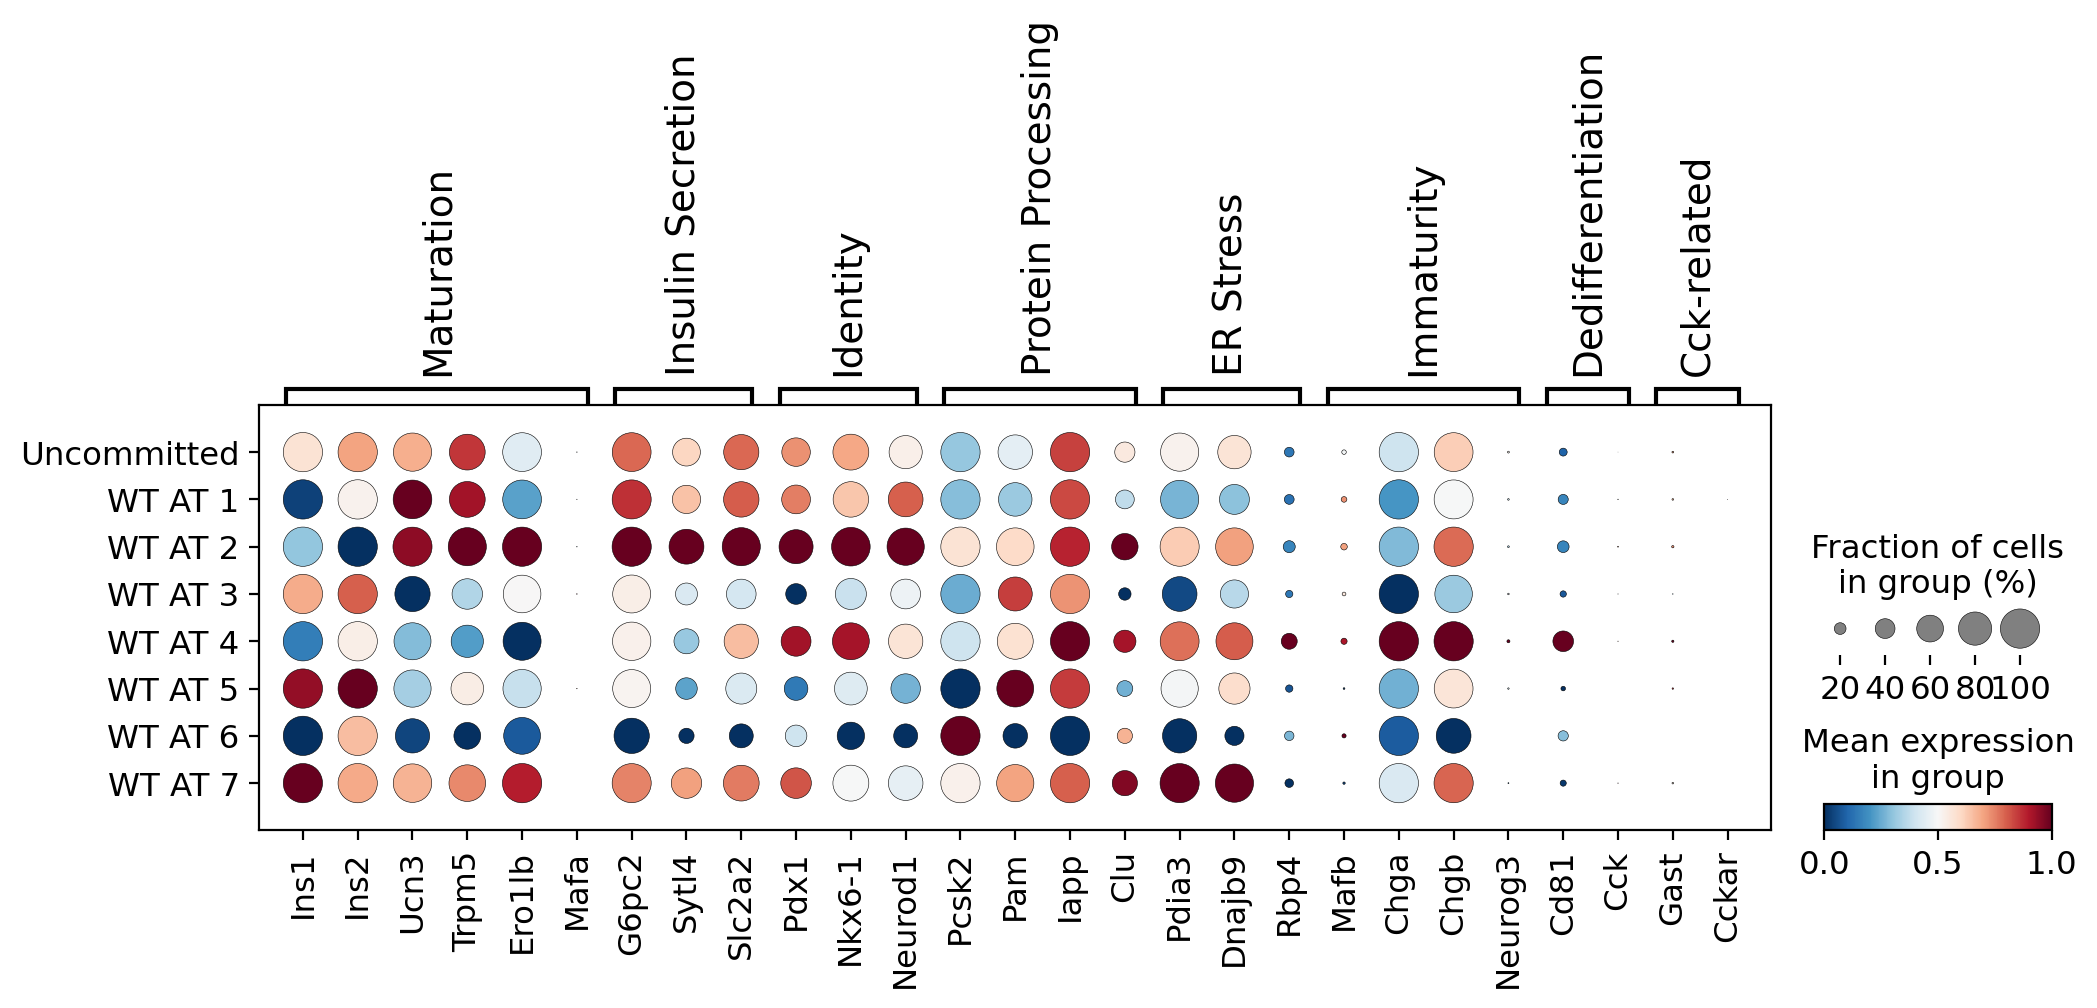 Maturation
Insulin Secretion
Identity
Protein Processing
ER Stress
Immaturity
Dedifferentiation
Cck-related
Uncommitted
WT AT 1
WT AT 2
WT AT 3
WT AT 4
WT AT 5
WT AT 6
WT AT 7
Ins1
Ins2
Ucn3
Trpm5
Ero1lb
Mafa
G6pc2
Sytl4
Slc2a2
Pdx1
Nkx6-1
Neurod1
Pcsk2
Pam
Iapp
Clu
Pdia3
Dnajb9
Rbp4
Mafb
Chga
Chgb
Neurog3
Cd81
Cck
Gast
Cckar
Fraction of cells
in group (%)
20 40 60 80 100
Mean expression
in group
0.0 0.5 1.0